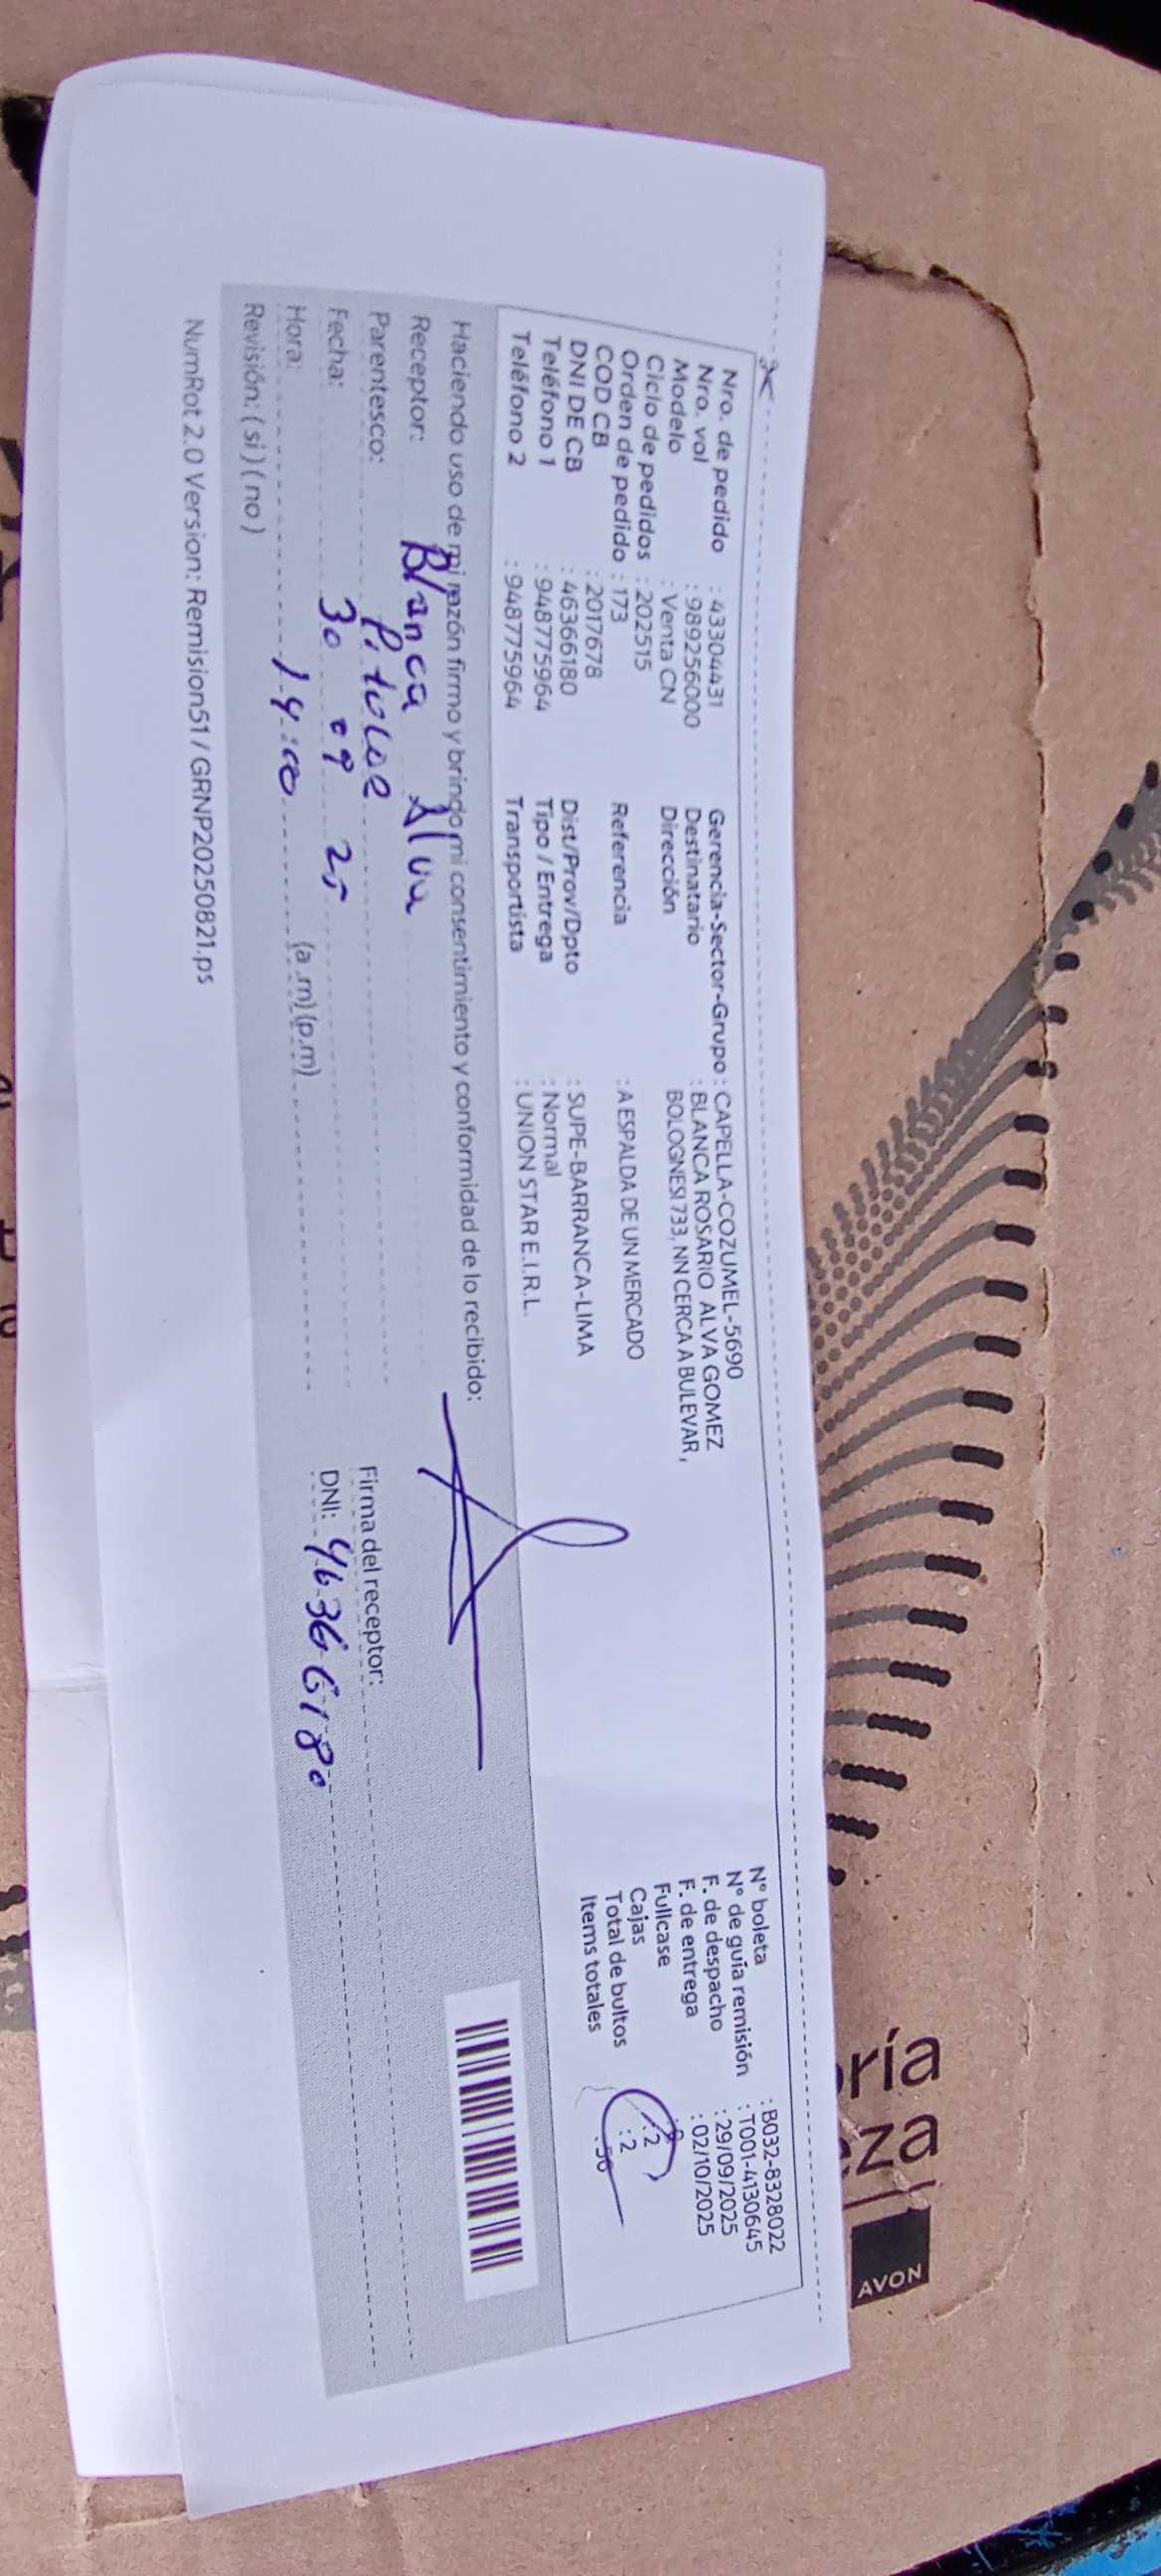 Nro. de pedido : 43304431
Nro. vol : 989256000
Modelo : Venta CN
Ciclo de pedidos : 202515
Orden de pedido : 173
COD CB : 2017678
DNI DE CB : 46366180
Teléfono 1 : 948775964
Teléfono 2 : 948775964
Gerencia-Sector-Grupo : CAPELLA-COZUMEL-5690
Destinatario : BLANCA ROSARIO ALVA GOMEZ
Dirección BOLOGNESI 733, NN CERCA A BULEVAR,
Referencia : A ESPALDA DE UN MERCADO
Dist/Prov/Dpto : SUPE-BARRANCA-LIMA
Tipo / Entrega : Normal
Transportista : UNION STAR E.I.R.L.
N° boleta : B032-8328022
N° de guía remisión : T001-4130645
F. de despacho : 29/09/2025
F. de entrega : 02/10/2025
Fullcase
Cajas : 2
Total de bultos : 2
Items totales
Haciendo uso de mi razón firmo y brindo mi consentimiento y conformidad de lo recibido:
Receptor: Blanca Alva
Parentesco:
Fecha: 30 09 25
Hora: 14:00 (a.m) (p.m)
Revisión: ( si ) ( no )
Firma del receptor:
DNI: 46366180
NumRot 2.0 Version: Remision51 / GRNP20250821.ps
ría
za
AVON